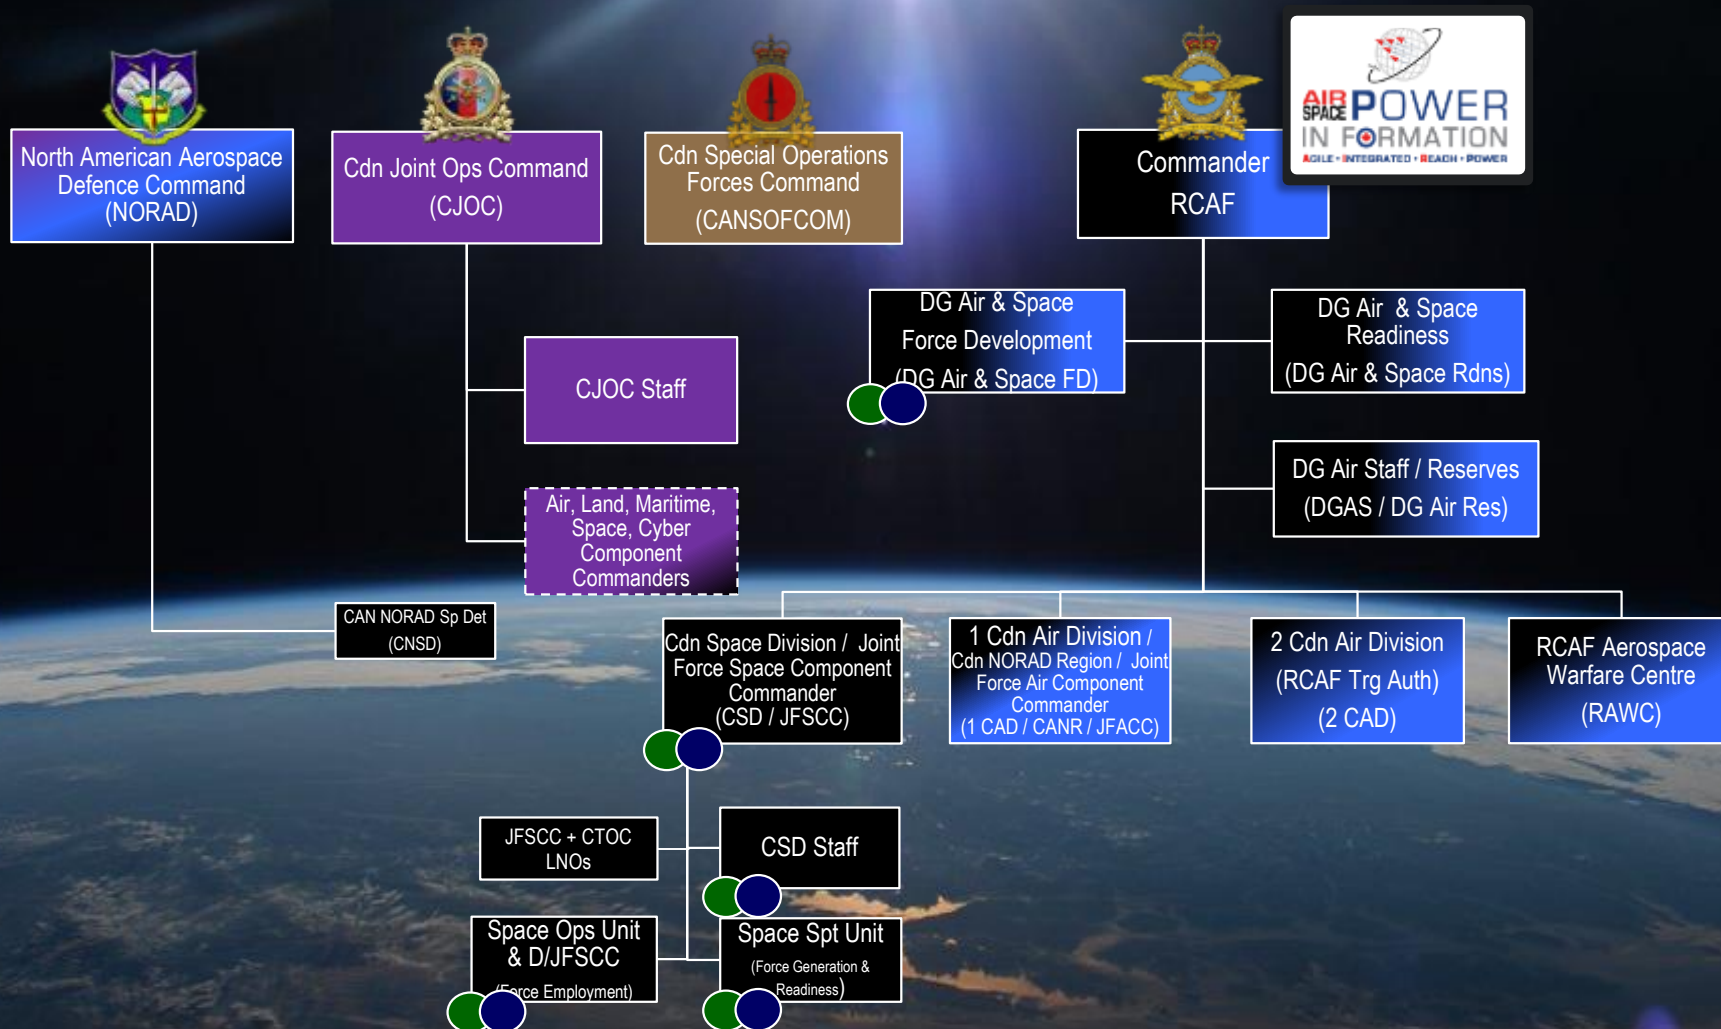 North American Aerospace
Defence Command
(NORAD)
Cdn Joint Ops Command
(CJOC)
Cdn Special Operations
Forces Command
(CANSOFCOM)
Commander
RCAF
AIR
SPACE POWER
IN FORMATION
AGILE • INTEGRATED • REACH • POWER
DG Air & Space
Force Development
(DG Air & Space FD)
DG Air & Space
Readiness
(DG Air & Space Rdns)
CJOC Staff
DG Air Staff / Reserves
(DGAS / DG Air Res)
Air, Land, Maritime,
Space, Cyber
Component
Commanders
CAN NORAD Sp Det
(CNSD)
Cdn Space Division / Joint
Force Space Component
Commander
(CSD / JFSCC)
1 Cdn Air Division /
Cdn NORAD Region / Joint
Force Air Component
Commander
(1 CAD / CANR / JFACC)
2 Cdn Air Division
(RCAF Trg Auth)
(2 CAD)
RCAF Aerospace
Warfare Centre
(RAWC)
JFSCC + CTOC
LNOs
CSD Staff
Space Ops Unit
& D/JFSCC
(Force Employment)
Space Spt Unit
(Force Generation &
Readiness)